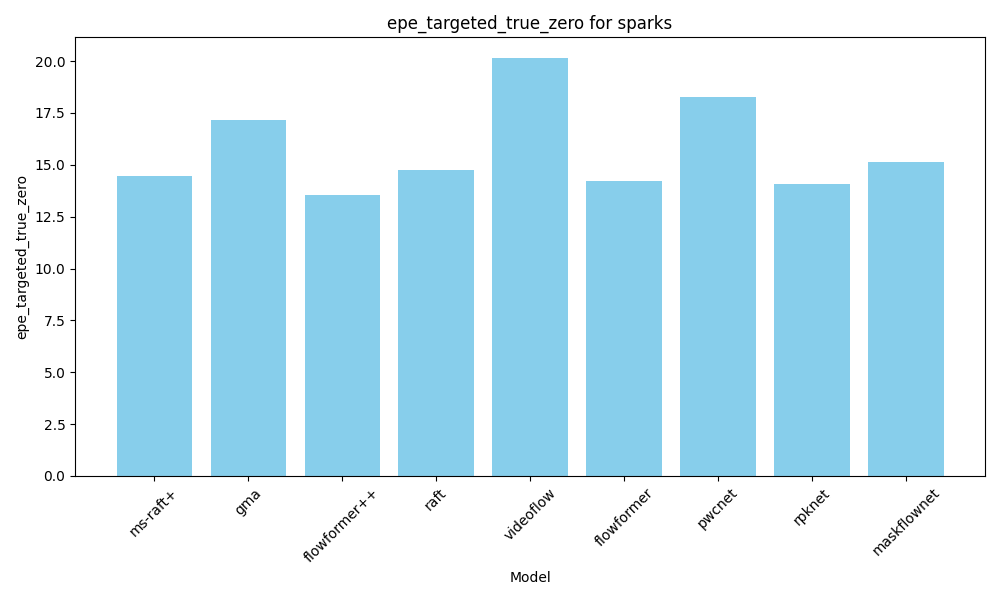 epe_targeted_true_zero for sparks
epe_targeted_true_zero
20.0
17.5
15.0
12.5
10.0
7.5
5.0
2.5
0.0
ms-raft+
gma
flowformer++
raft
videoflow
flowformer
pwcnet
rpknet
maskflownet
Model